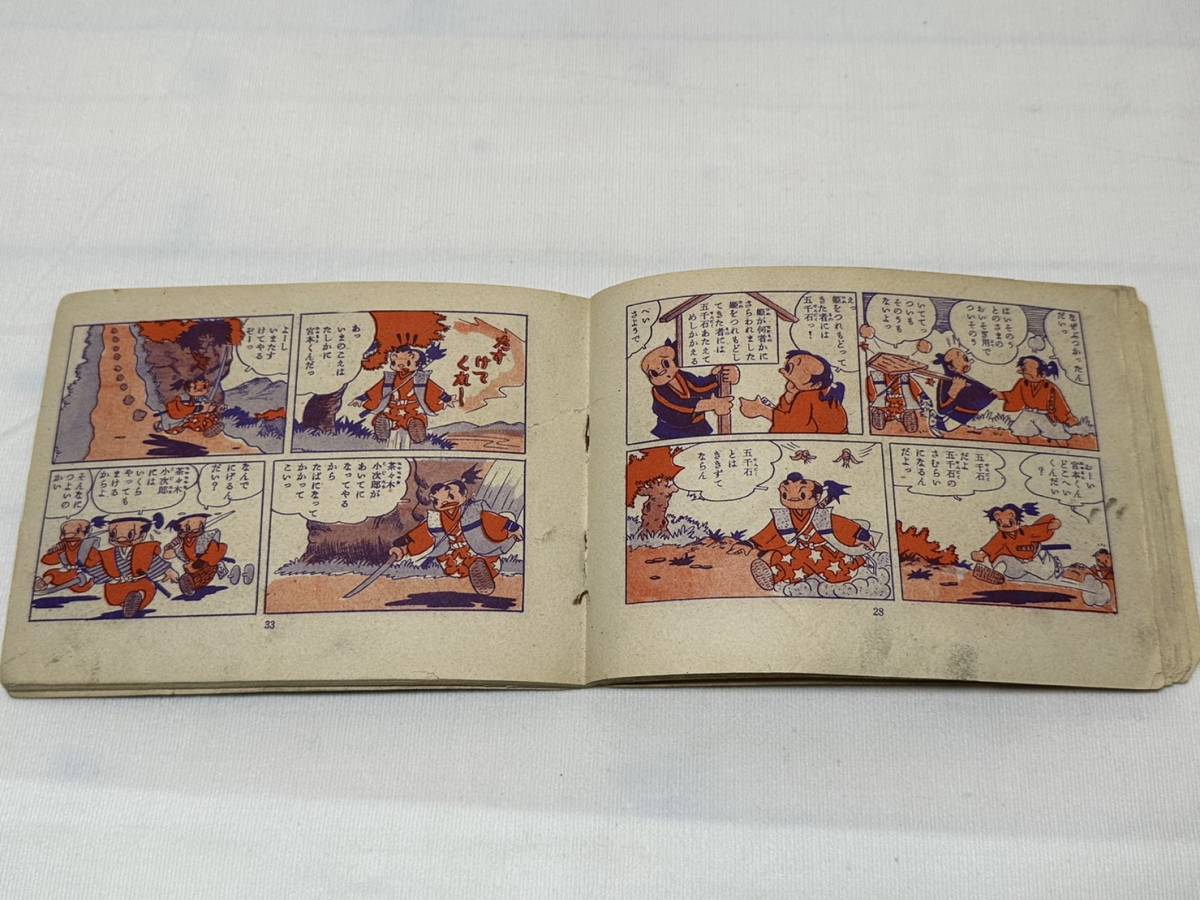 なぜぶつかったん
だいっ
はいそのう
とのさまの
おいそぎ用で
ついそのう
いててっ
ついも
そのうも
ないよっ
えっ
姫をつれもどって
きた者には
五千石っ!
姫が何者かに
さらわれました
姫をつれもどし
てきた者には
五千石あたえて
めしかかえる
へい
さようで
おーい
宮本くん
どこへい
くんだい
?
五千石
だよ
五千石の
さむらい
になるん
だよっ
五千石
とは
ききずて
ならん
28
たすけてくれー
あっ
いまのこえは
たしかに
宮本くんだっ
よーし
いまたす
けてやる
ぞーっ
茶々木
小次郎が
あいてに
なってやる
から
たばになって
かかって
こいっ
なんで
にげるん
だい?
茶々木
小次郎
には
いくら
やっても
まける
からよ
そんなに
つよいの
かい
33